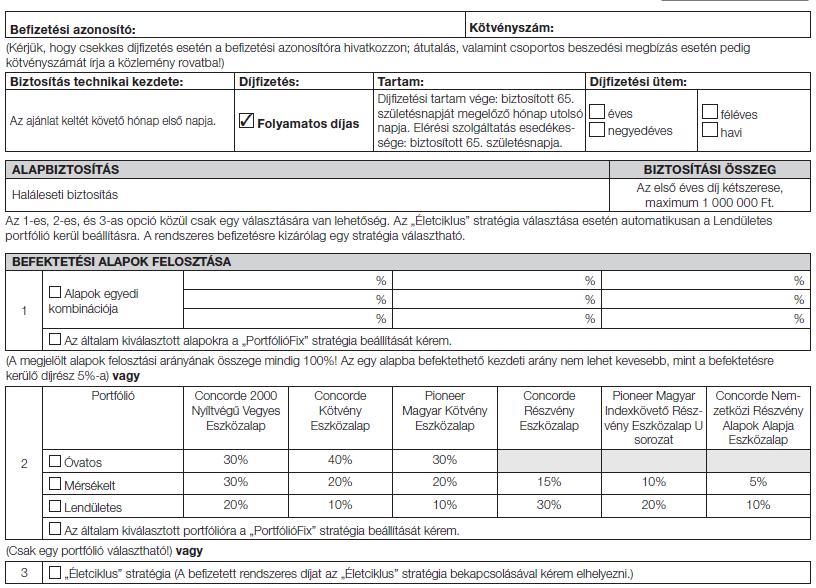 Befizetési azonosító:
Kötvényszám:
(Kérjük, hogy csekkes díjfizetés esetén a befizetési azonosítóra hivatkozzon; átutalás, valamint csoportos beszedési megbízás esetén pedig
kötvényszámát írja a közlemény rovatba!)
Biztosítás technikai kezdete:
Díjfizetés:
Tartam:
Díjfizetési ütem:
Az ajánlat keltét követő hónap első napja.
Folyamatos díjas
Díjfizetési tartam vége: biztosított 65.
születésnapját megelőző hónap utolsó
napja. Elérési szolgáltatás esedékes-
sége: biztosított 65. születésnapja.
éves
negyedéves
féléves
havi
ALAPBIZTOSÍTÁS
BIZTOSÍTÁSI ÖSSZEG
Haláleseti biztosítás
Az első éves díj kétszerese,
maximum 1 000 000 Ft.
Az 1-es, 2-es, és 3-as opció közül csak egy választására van lehetőség. Az „Életciklus” stratégia választása esetén automatikusan a Lendületes
portfólió kerül beállításra. A rendszeres befizetésre kizárólag egy stratégia választható.
BEFEKTETÉSI ALAPOK FELOSZTÁSA
1
Alapok egyedi
kombinációja
% % %
% % %
% % %
Az általam kiválasztott alapokra a „PortfólióFix” stratégia beállítását kérem.
(A megjelölt alapok felosztási arányának összege mindig 100%! Az egy alapba befektethető kezdeti arány nem lehet kevesebb, mint a befektetésre
kerülő díjrész 5%-a) vagy
2
Portfólió
Concorde 2000
Nyíltvégű Vegyes
Eszközalap
Concorde
Kötvény
Eszközalap
Pioneer
Magyar Kötvény
Eszközalap
Concorde
Részvény
Eszközalap
Pioneer Magyar
Indexkövető Rész-
vény Eszközalap U
sorozat
Concorde Nem-
zetközi Részvény
Alapok Alapja
Eszközalap
Óvatos 30% 40% 30%
Mérsékelt 30% 20% 20% 15% 10% 5%
Lendületes 20% 10% 10% 30% 20% 10%
Az általam kiválasztott portfólióra a „PortfólióFix” stratégia beállítását kérem.
(Csak egy portfólió választható!) vagy
3 „Életciklus” stratégia (A befizetett rendszeres díjat az „Életciklus” stratégia bekapcsolásával kérem elhelyezni.)